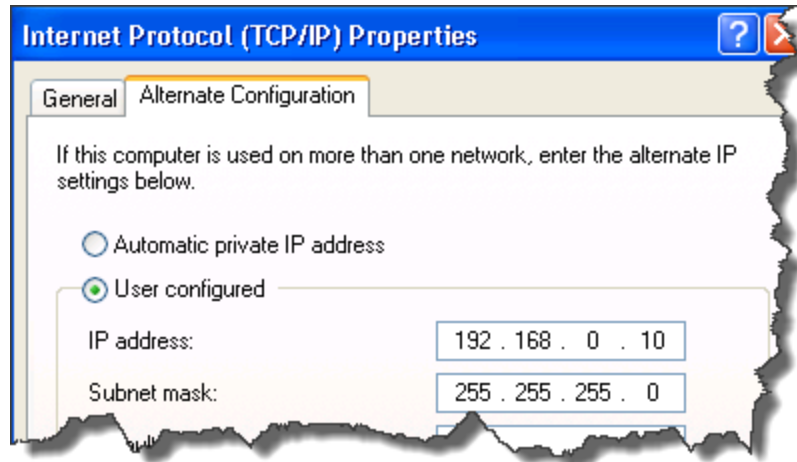 Internet Protocol (TCP/IP) Properties
General
Alternate Configuration
If this computer is used on more than one network, enter the alternate IP
settings below.
Automatic private IP address
User configured
IP address: 192 . 168 . 0 . 10
Subnet mask: 255 . 255 . 255 . 0